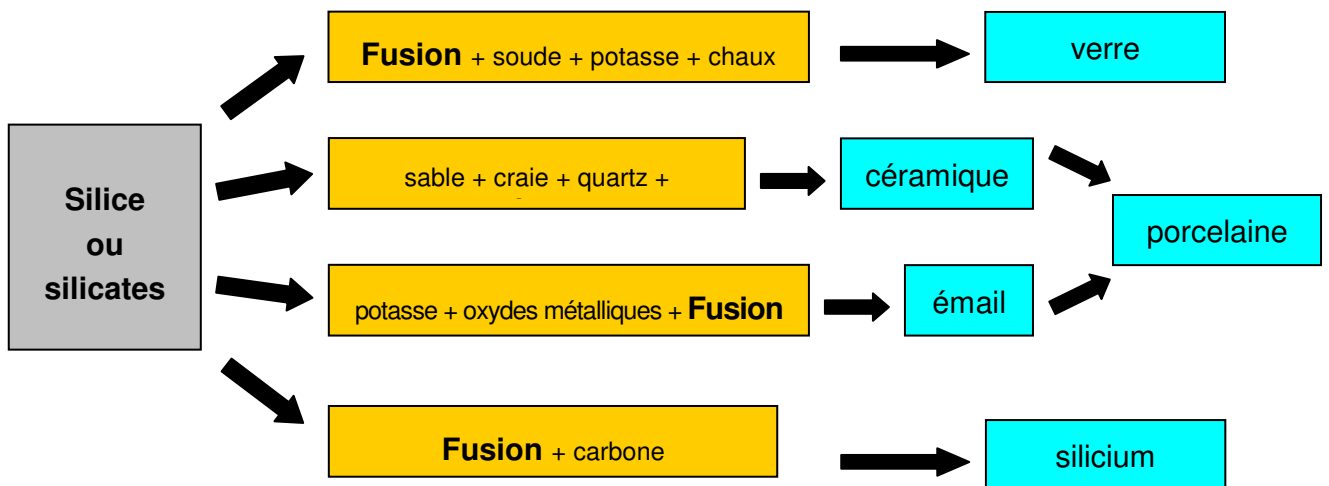 Fusion + soude + potasse + chaux
verre
Silice
ou
silicates
sable + craie + quartz +
céramique
porcelaine
potasse + oxydes métalliques + Fusion
émail
Fusion + carbone
silicium